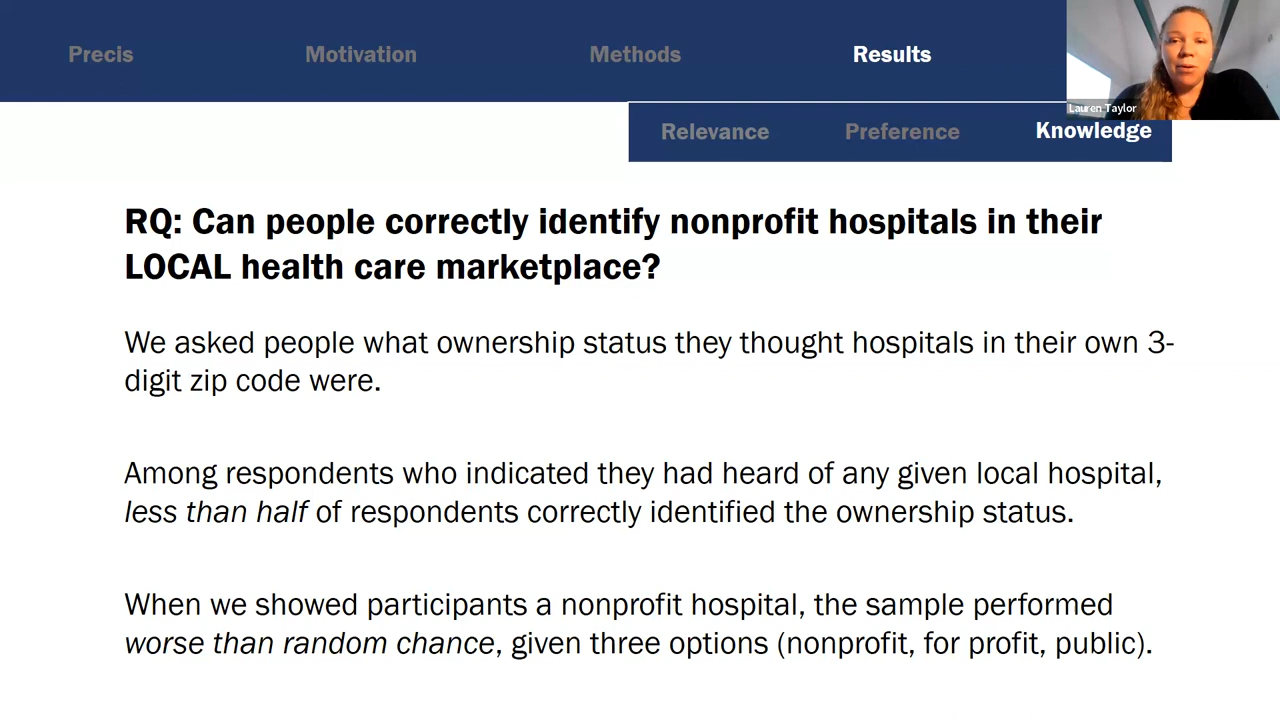 Precis
Motivation
Methods
Results
Lauren Taylor
Relevance
Preference
Knowledge
RQ: Can people correctly identify nonprofit hospitals in their
LOCAL health care marketplace?
We asked people what ownership status they thought hospitals in their own 3-
digit zip code were.
Among respondents who indicated they had heard of any given local hospital,
less than half of respondents correctly identified the ownership status.
When we showed participants a nonprofit hospital, the sample performed
worse than random chance, given three options (nonprofit, for profit, public).